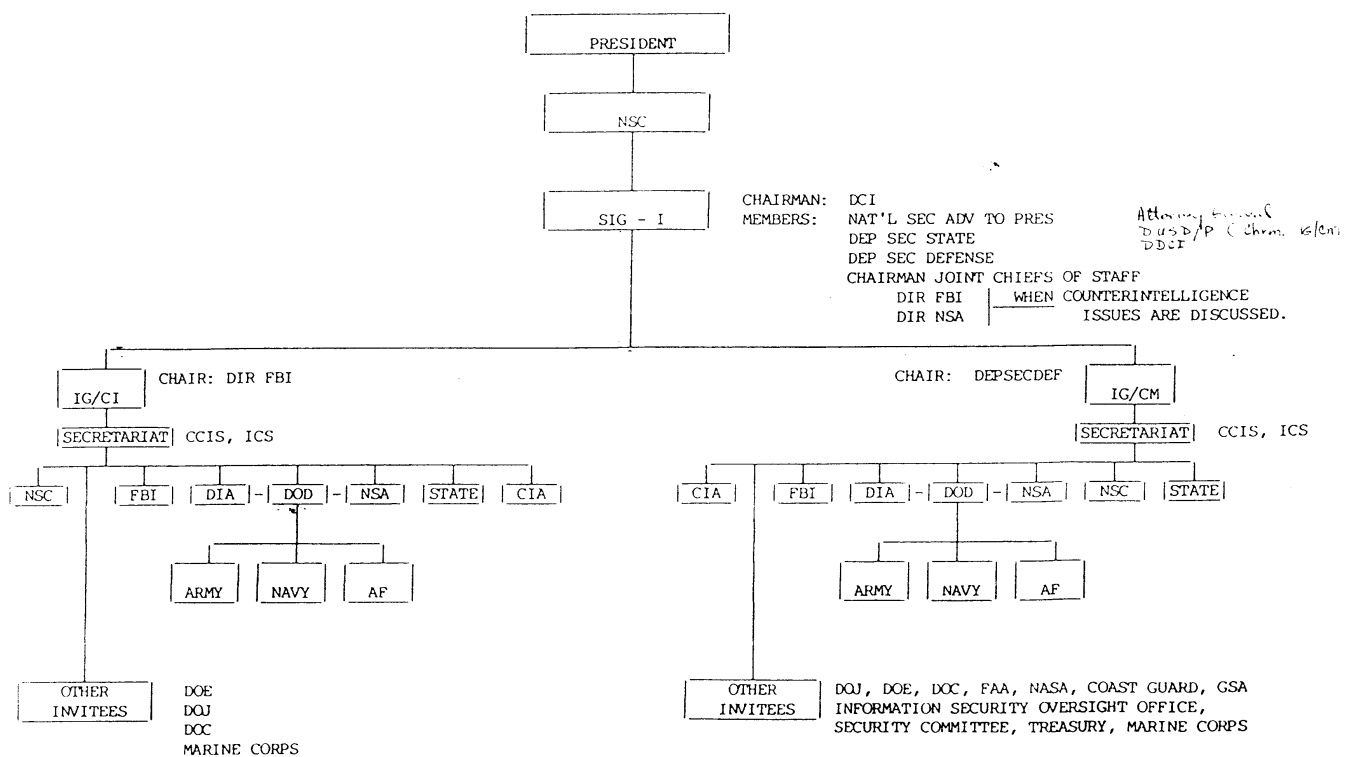 PRESIDENT
NSC
SIG - I
CHAIRMAN: DCI
MEMBERS: NAT'L SEC ADV TO PRES
DEP SEC STATE
DEP SEC DEFENSE
CHAIRMAN JOINT CHIEFS OF STAFF
DIR FBI WHEN COUNTERINTELLIGENCE
DIR NSA ISSUES ARE DISCUSSED.
Attorney General
DUSD/P (Chrm. IG/CM)
DDCI
IG/CI
CHAIR: DIR FBI
SECRETARIAT CCIS, ICS
NSC FBI DIA - DOD - NSA STATE CIA
ARMY NAVY AF
OTHER
INVITEES
DOE
DOJ
DOC
MARINE CORPS
CHAIR: DEPSECDEF
IG/CM
SECRETARIAT CCIS, ICS
CIA FBI DIA - DOD - NSA NSC STATE
ARMY NAVY AF
OTHER
INVITEES
DOJ, DOE, DOC, FAA, NASA, COAST GUARD, GSA
INFORMATION SECURITY OVERSIGHT OFFICE,
SECURITY COMMITTEE, TREASURY, MARINE CORPS